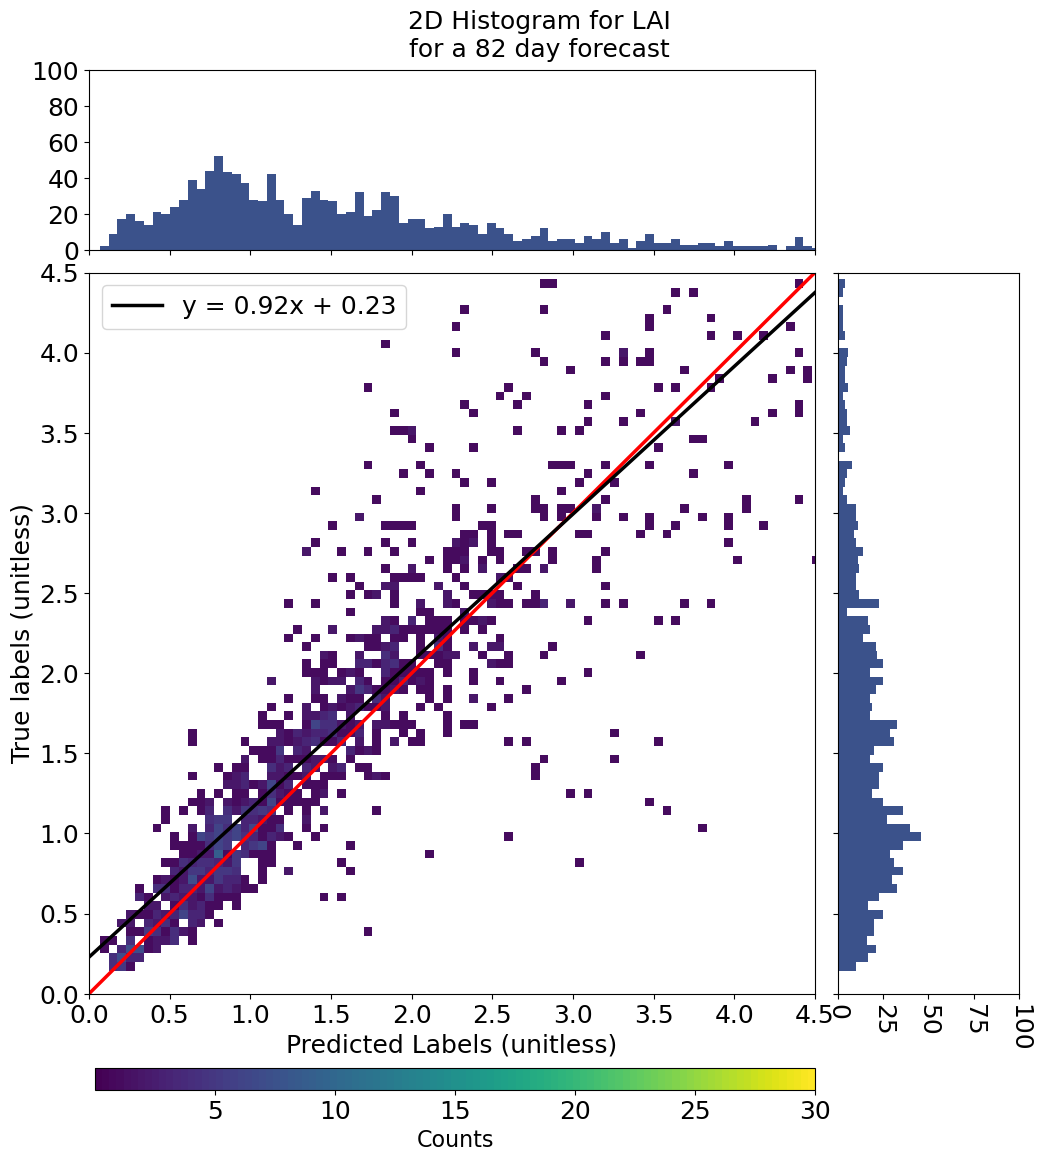 2D Histogram for LAI
for a 82 day forecast
100
80
60
40
20
0
4.5
4.0
3.5
3.0
2.5
2.0
1.5
1.0
0.5
0.0
True labels (unitless)
y = 0.92x + 0.23
0.0 0.5 1.0 1.5 2.0 2.5 3.0 3.5 4.0 4.5
Predicted Labels (unitless)
0 25 50 75 100
5 10 15 20 25 30
Counts